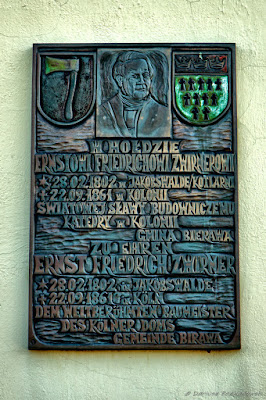 W HOŁDZIE
ERNSTOWI FRIEDRICHOWI ZWIRNEROWI
* 28.02.1802 w JAKOBSWALDE/KOTLARNI
† 22.09.1861 w KOLONII
ŚWIATOWEJ SŁAWY BUDOWNICZEMU
KATEDRY w KOLONII
GMINA BIERAWA
ZU EHREN
ERNST FRIEDRICH ZWIRNER
* 28.02.1802 in JAKOBSWALDE
† 22.09.1861 in KÖLN
DEM WELTBERÜHMTEN BAUMEISTER
DES KÖLNER DOMS
GEMEINDE BIRAWA